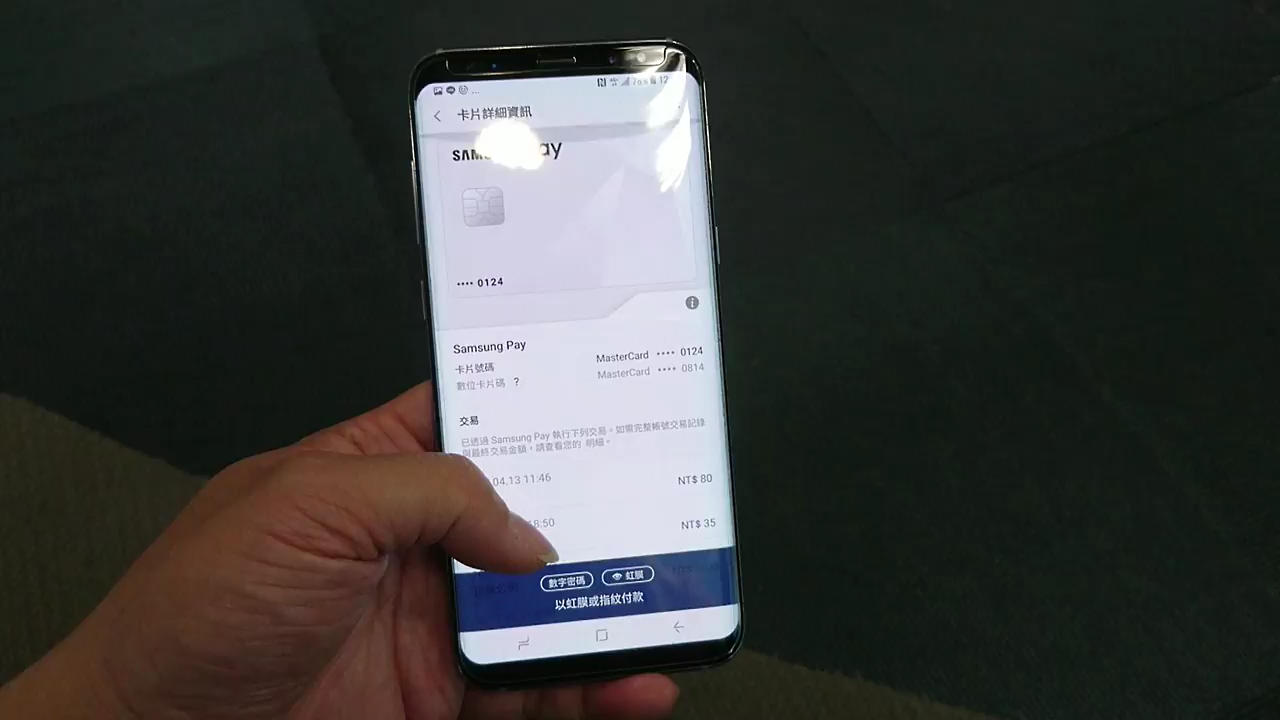 12
卡片詳細資訊
SAMSUNG Pay
•••• 0124
Samsung Pay
卡片號碼 MasterCard •••• 0124
數位卡片碼 ? MasterCard •••• 0814
交易
已透過 Samsung Pay 執行下列交易。如需完整帳號交易記錄
與最終交易金額，請查看您的 明細。
04.13 11:46 NT$ 80
8:50 NT$ 35
數字密碼 虹膜
以虹膜或指紋付款